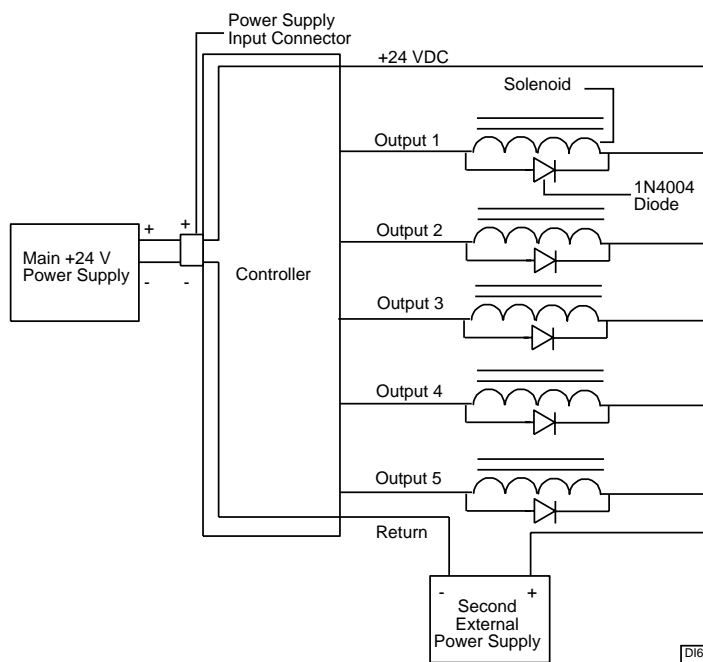 Power Supply
Input Connector
+24 VDC
Solenoid
Output 1
1N4004
Diode
+
+
Output 2
Main +24 V
Power Supply
Controller
-
-
Output 3
Output 4
Output 5
Return
-
+
Second
External
Power Supply
DI6